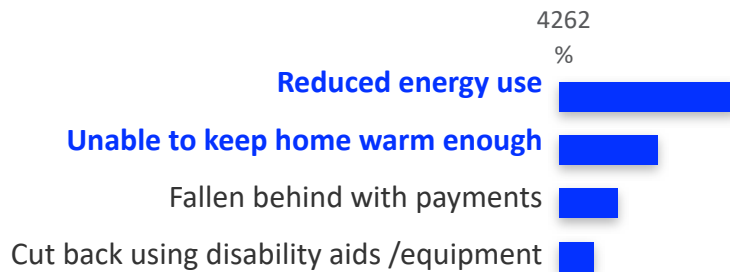 4262
%
Reduced energy use
Unable to keep home warm enough
Fallen behind with payments
Cut back using disability aids /equipment